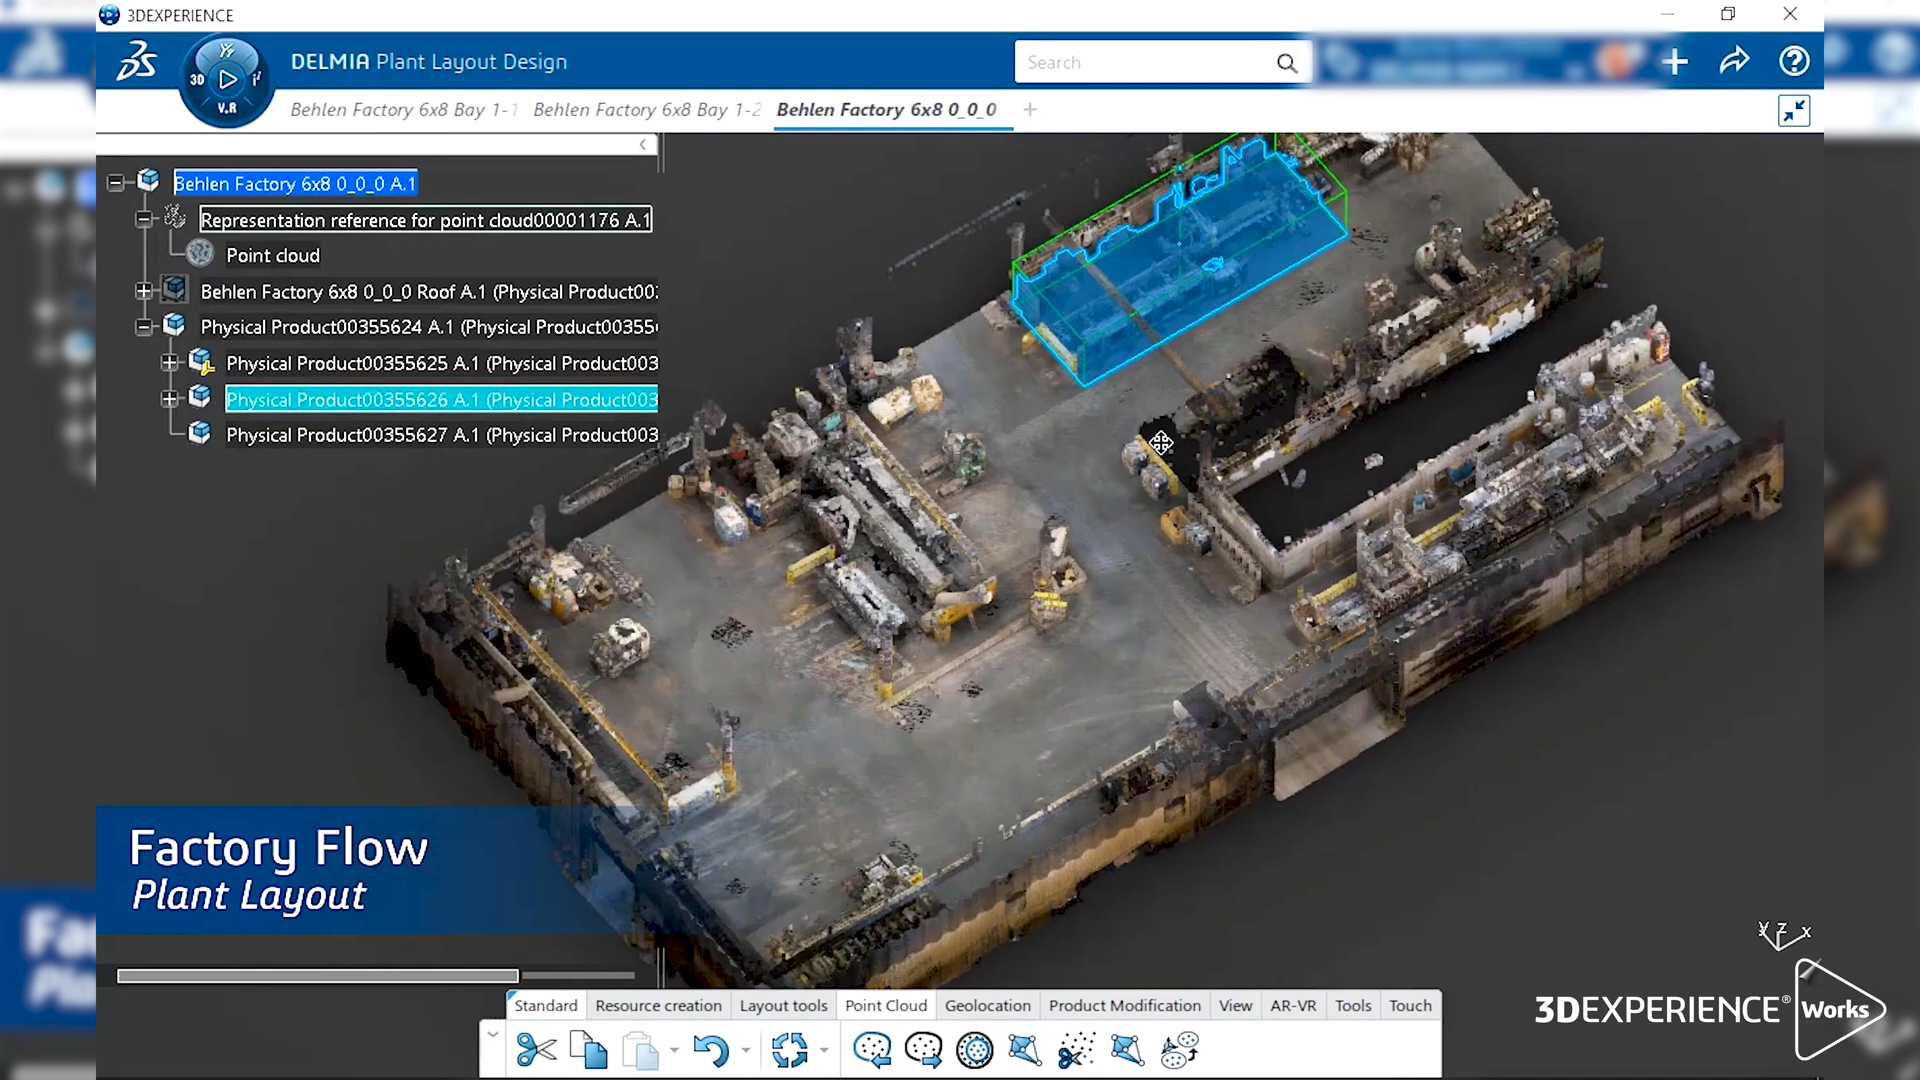 3DEXPERIENCE
DELMIA Plant Layout Design
Search
3D
V.R
Behlen Factory 6x8 Bay 1-1
Behlen Factory 6x8 Bay 1-2
Behlen Factory 6x8 0_0_0
Behlen Factory 6x8 0_0_0 A.1
Representation reference for point cloud00001176 A.1
Point cloud
Behlen Factory 6x8 0_0_0 Roof A.1 (Physical Product00
Physical Product00355624 A.1 (Physical Product00355
Physical Product00355625 A.1 (Physical Product003
Physical Product00355626 A.1 (Physical Product003
Physical Product00355627 A.1 (Physical Product003
Factory Flow
Plant Layout
y z x
3DEXPERIENCE® Works
Standard Resource creation Layout tools Point Cloud Geolocation Product Modification View AR-VR Tools Touch